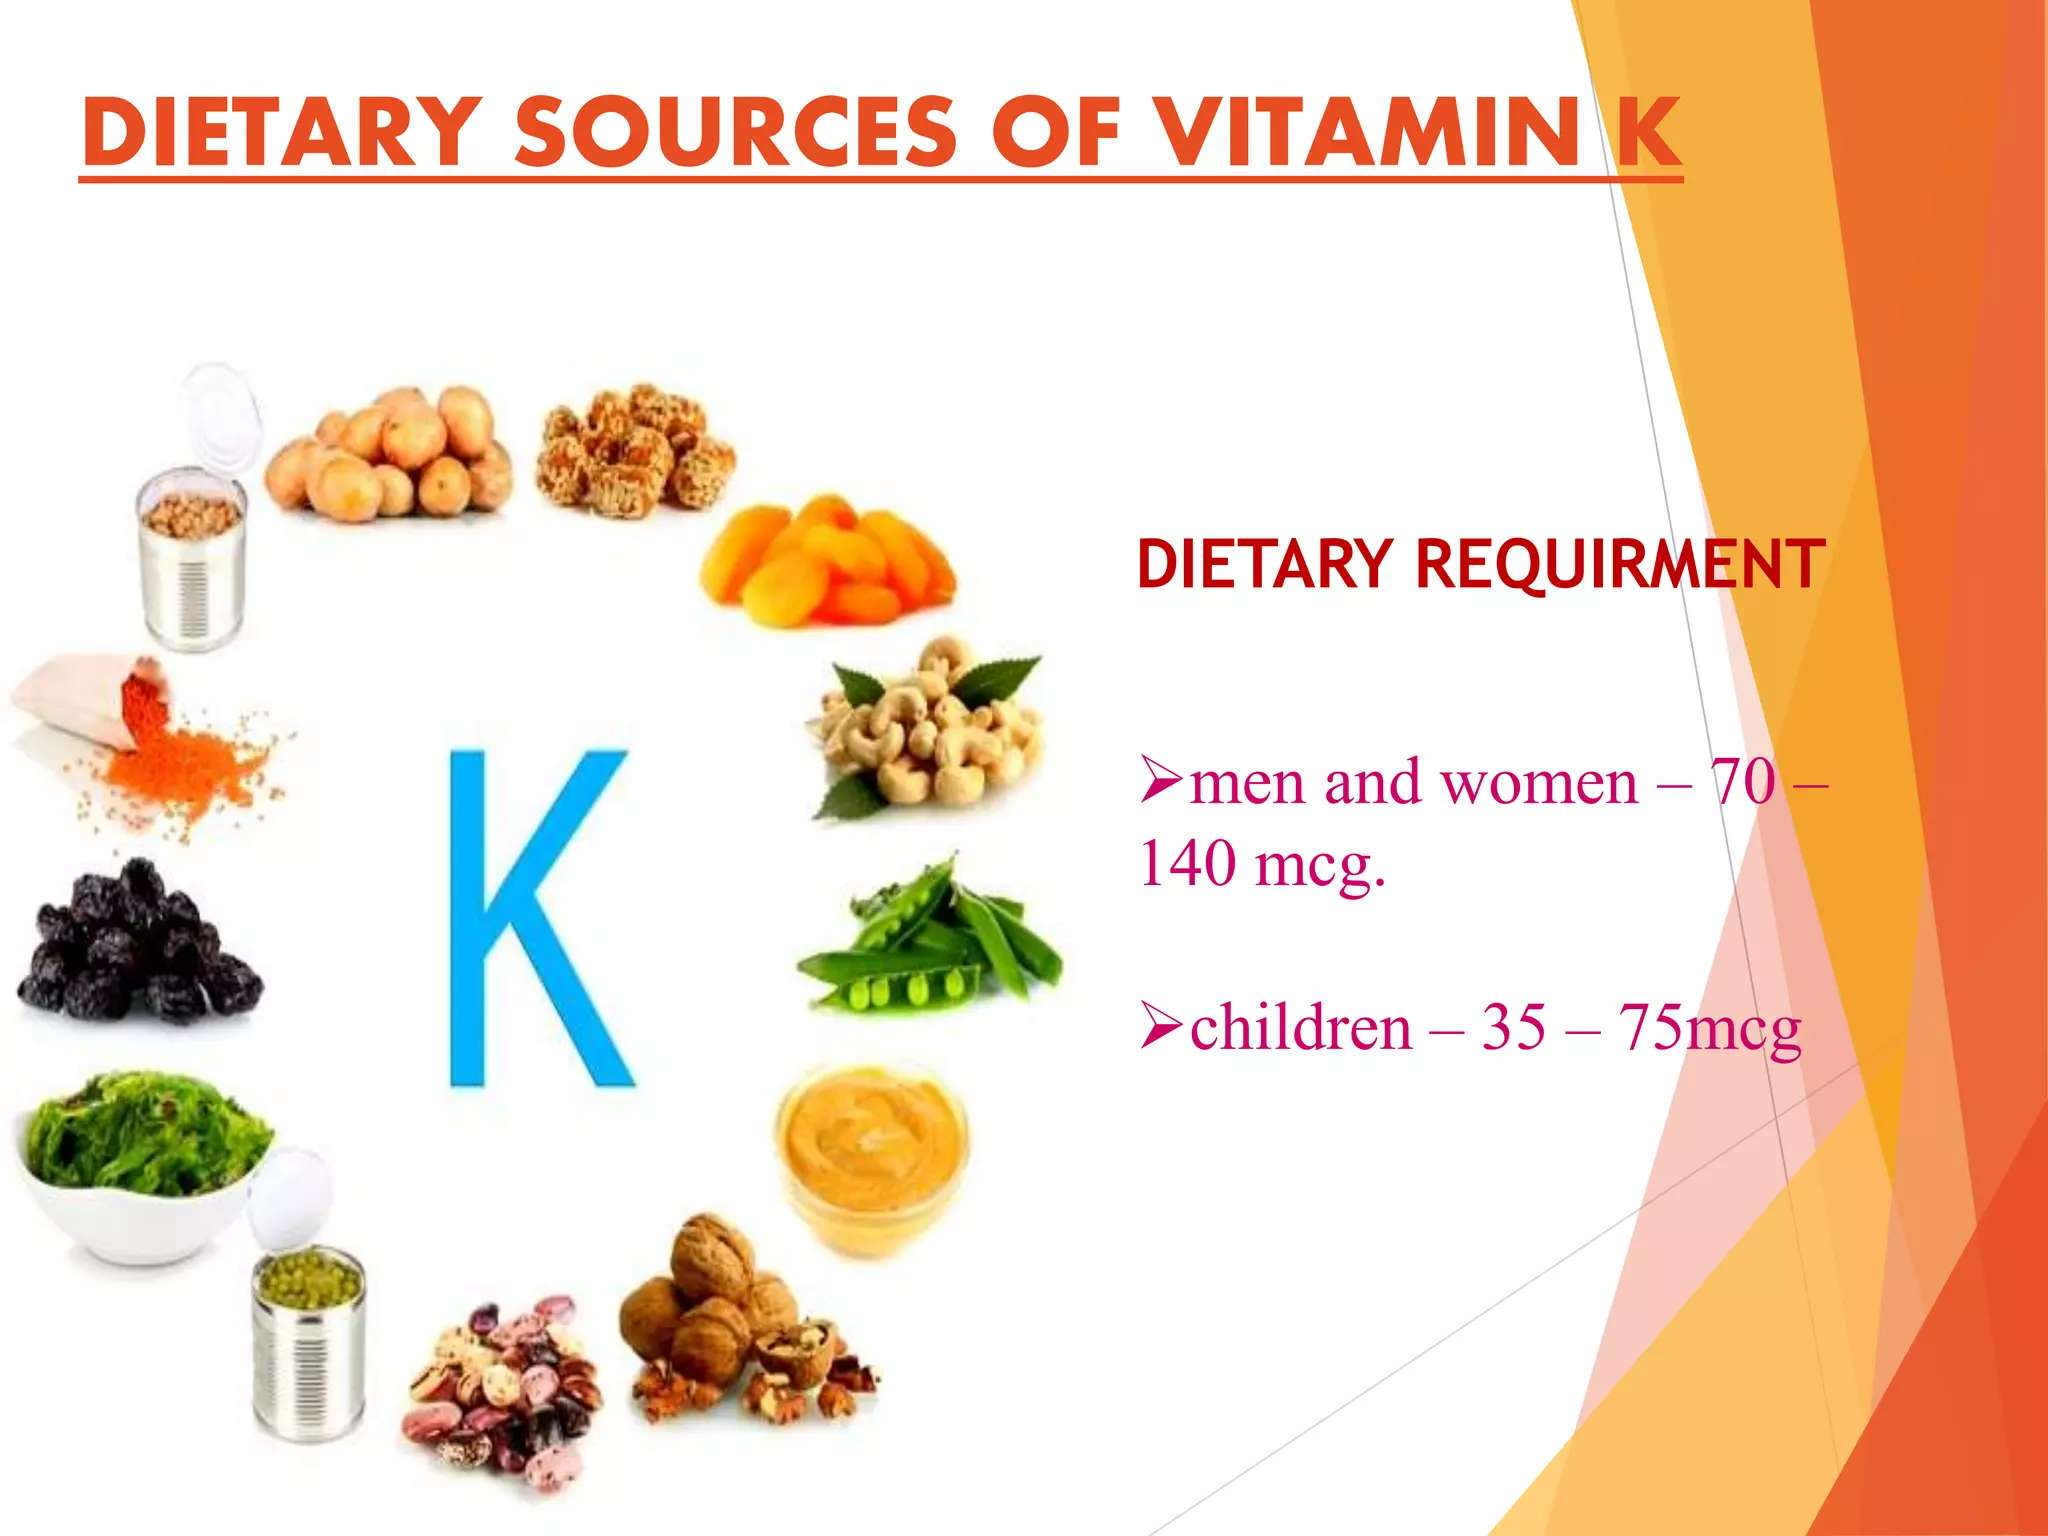 DIETARY SOURCES OF VITAMIN K
K
DIETARY REQUIRMENT
➢men and women – 70 –
140 mcg.
➢children – 35 – 75mcg